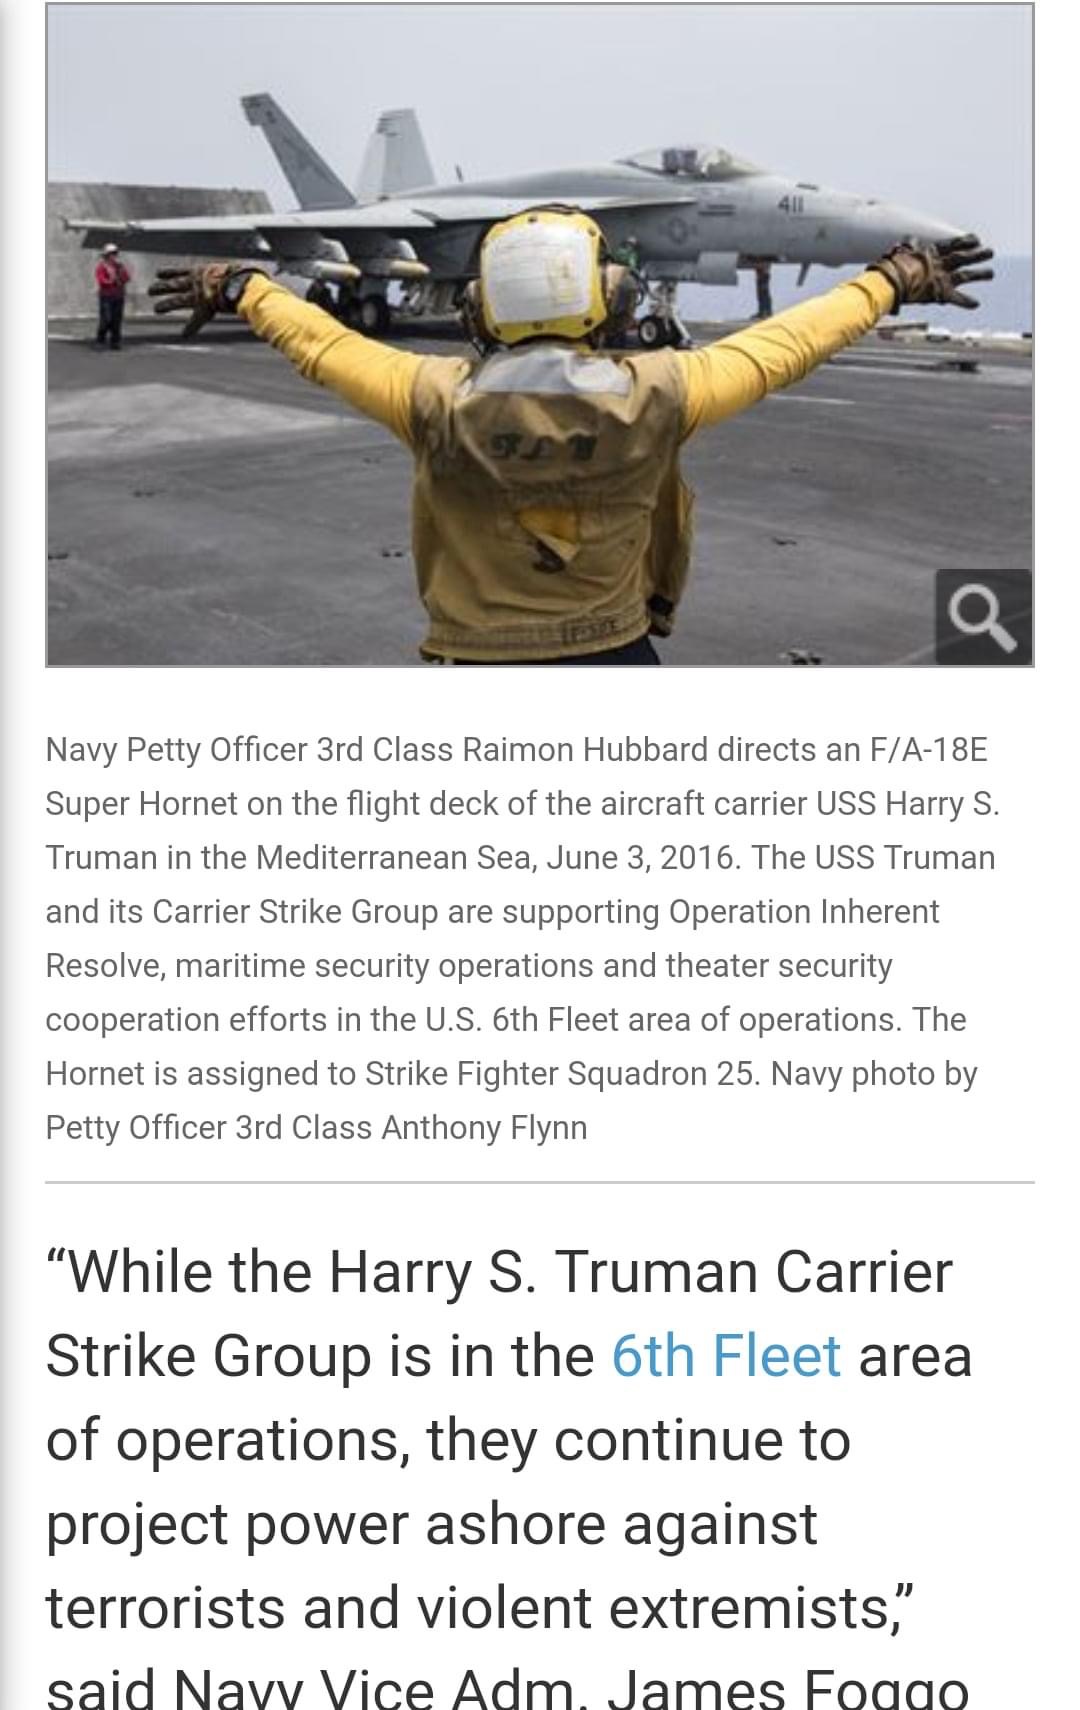 411
Navy Petty Officer 3rd Class Raimon Hubbard directs an F/A-18E
Super Hornet on the flight deck of the aircraft carrier USS Harry S.
Truman in the Mediterranean Sea, June 3, 2016. The USS Truman
and its Carrier Strike Group are supporting Operation Inherent
Resolve, maritime security operations and theater security
cooperation efforts in the U.S. 6th Fleet area of operations. The
Hornet is assigned to Strike Fighter Squadron 25. Navy photo by
Petty Officer 3rd Class Anthony Flynn
“While the Harry S. Truman Carrier
Strike Group is in the 6th Fleet area
of operations, they continue to
project power ashore against
terrorists and violent extremists,”
said Navy Vice Adm. James Foggo